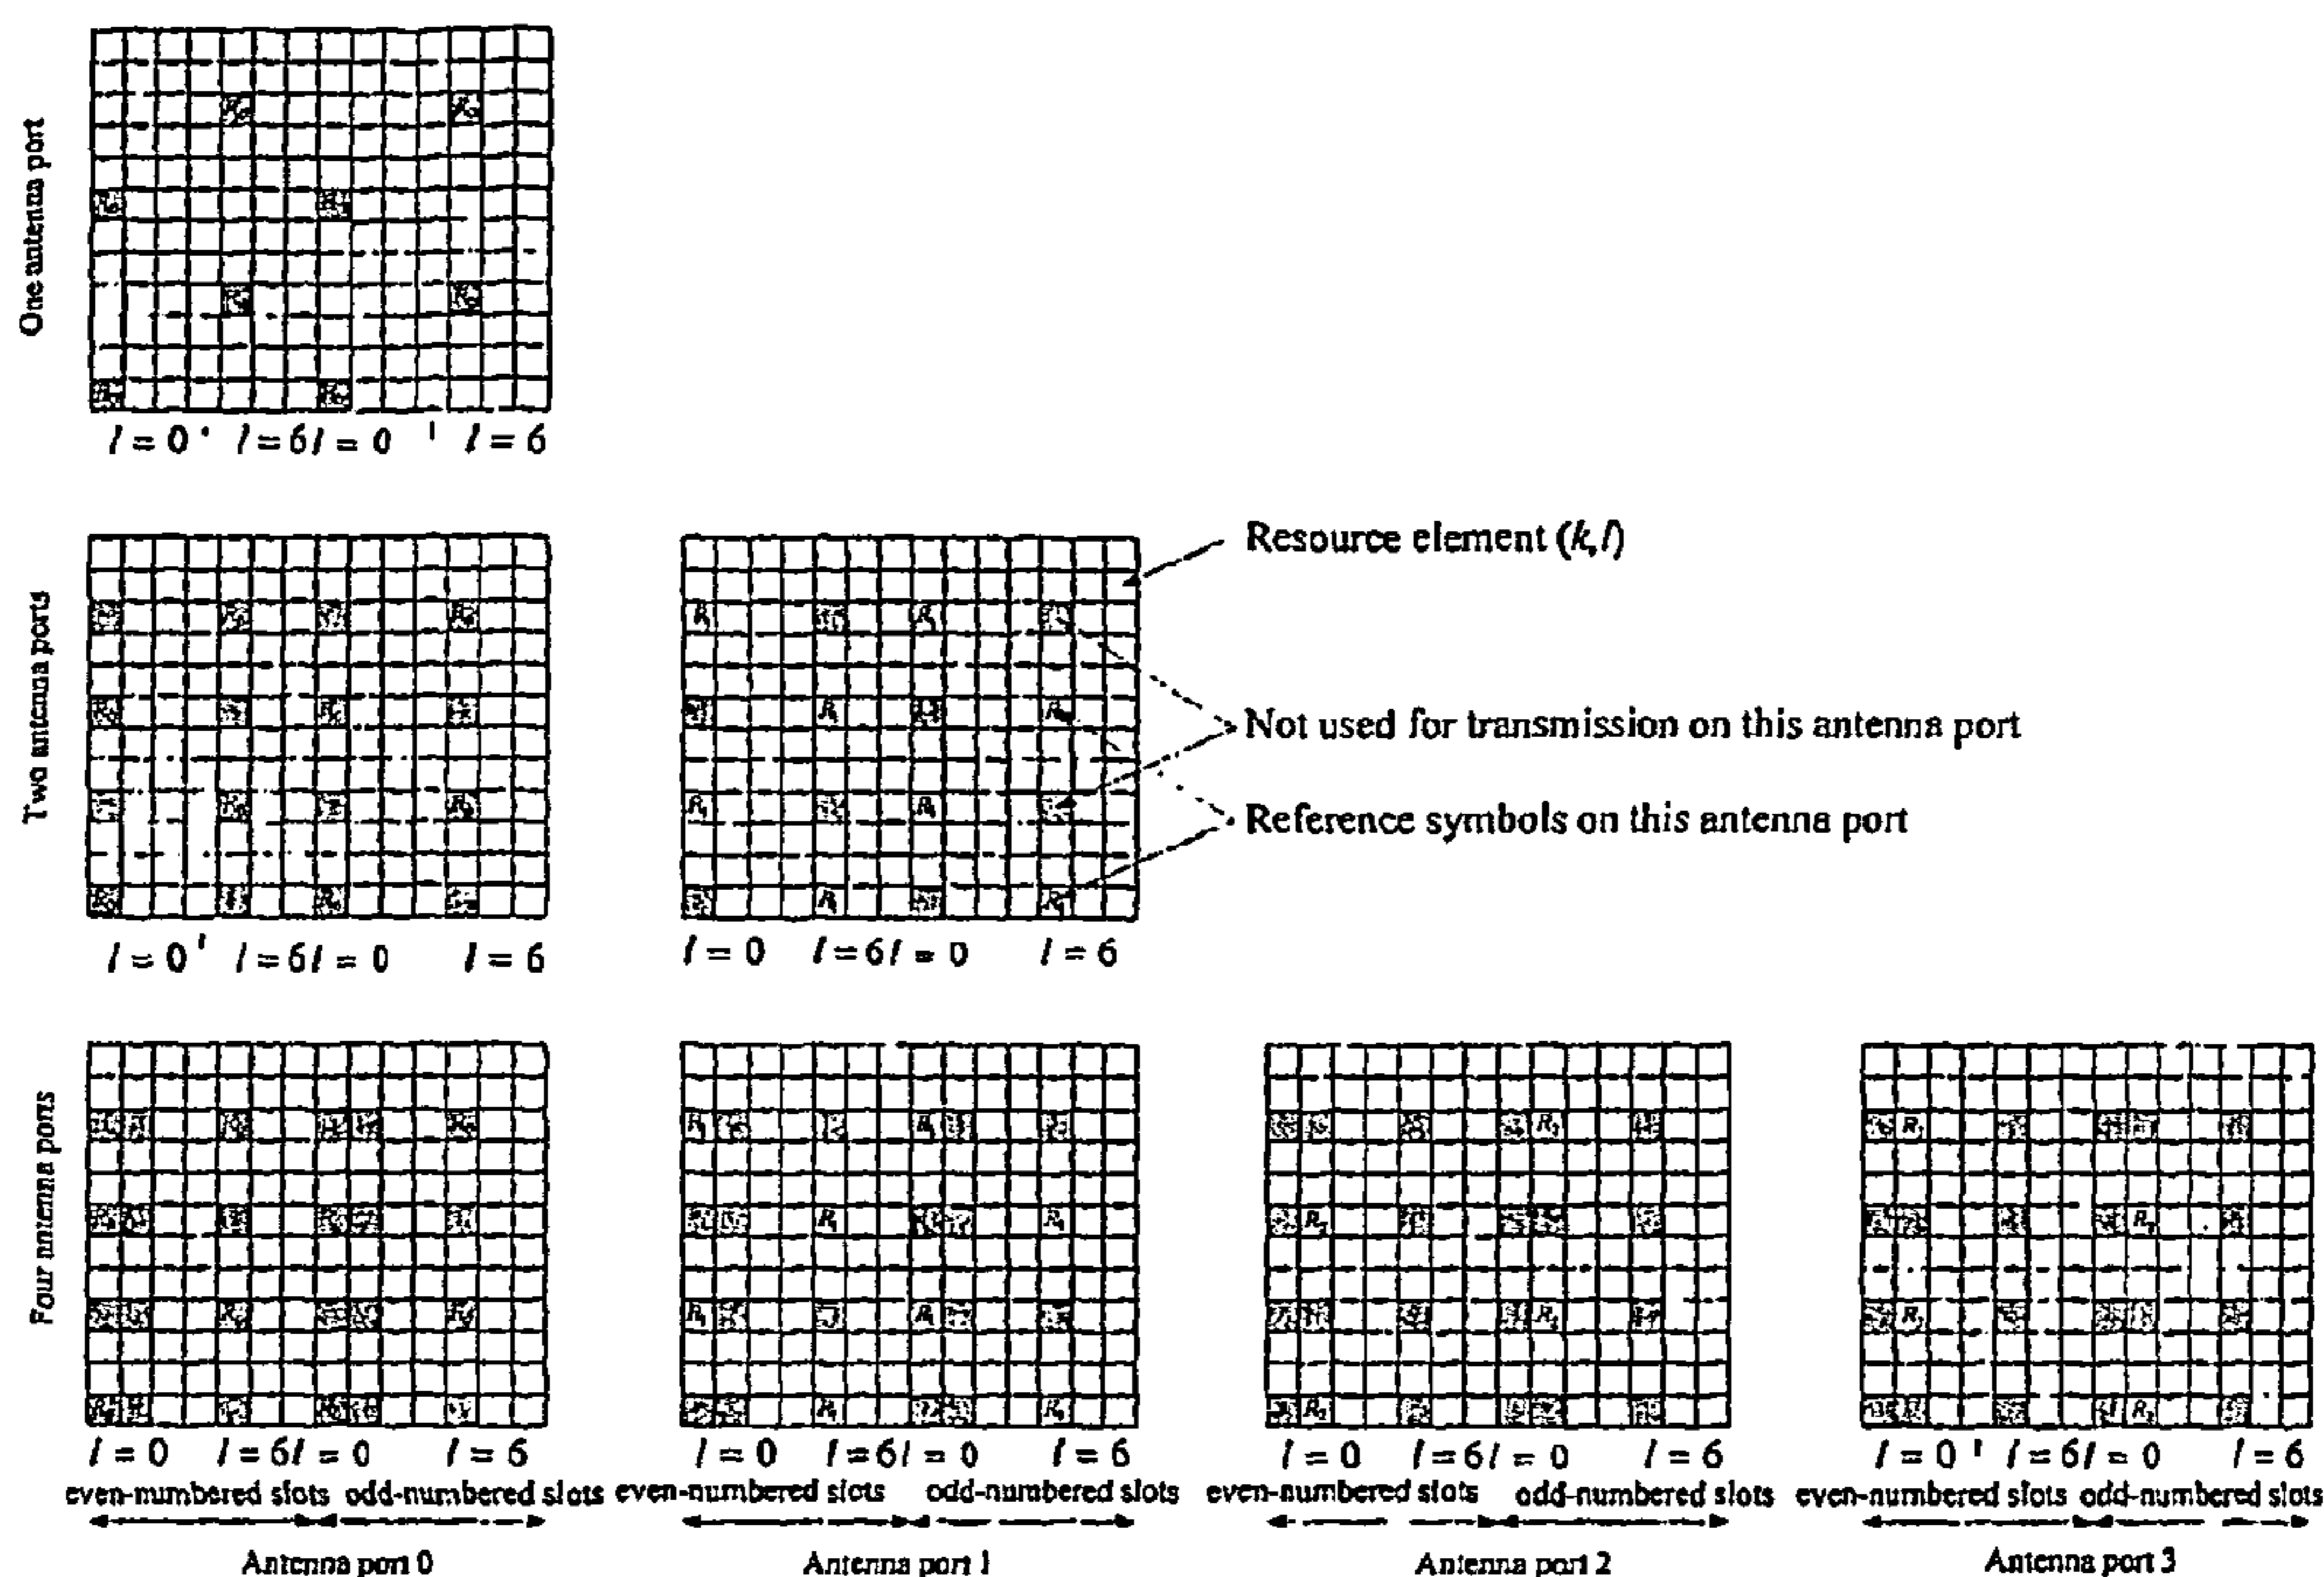 One antenna port
l = 0 l = 6 l = 0 l = 6
Two antenna ports
Resource element (k,l)
Not used for transmission on this antenna port
Reference symbols on this antenna port
l = 0 l = 6 l = 0 l = 6
l = 0 l = 6 l = 0 l = 6
Four antenna ports
l = 0 l = 6 l = 0 l = 6
l = 0 l = 6 l = 0 l = 6
l = 0 l = 6 l = 0 l = 6
l = 0 l = 6 l = 0 l = 6
even-numbered slots odd-numbered slots
even-numbered slots odd-numbered slots
even-numbered slots odd-numbered slots
even-numbered slots odd-numbered slots
Antenna port 0
Antenna port 1
Antenna port 2
Antenna port 3